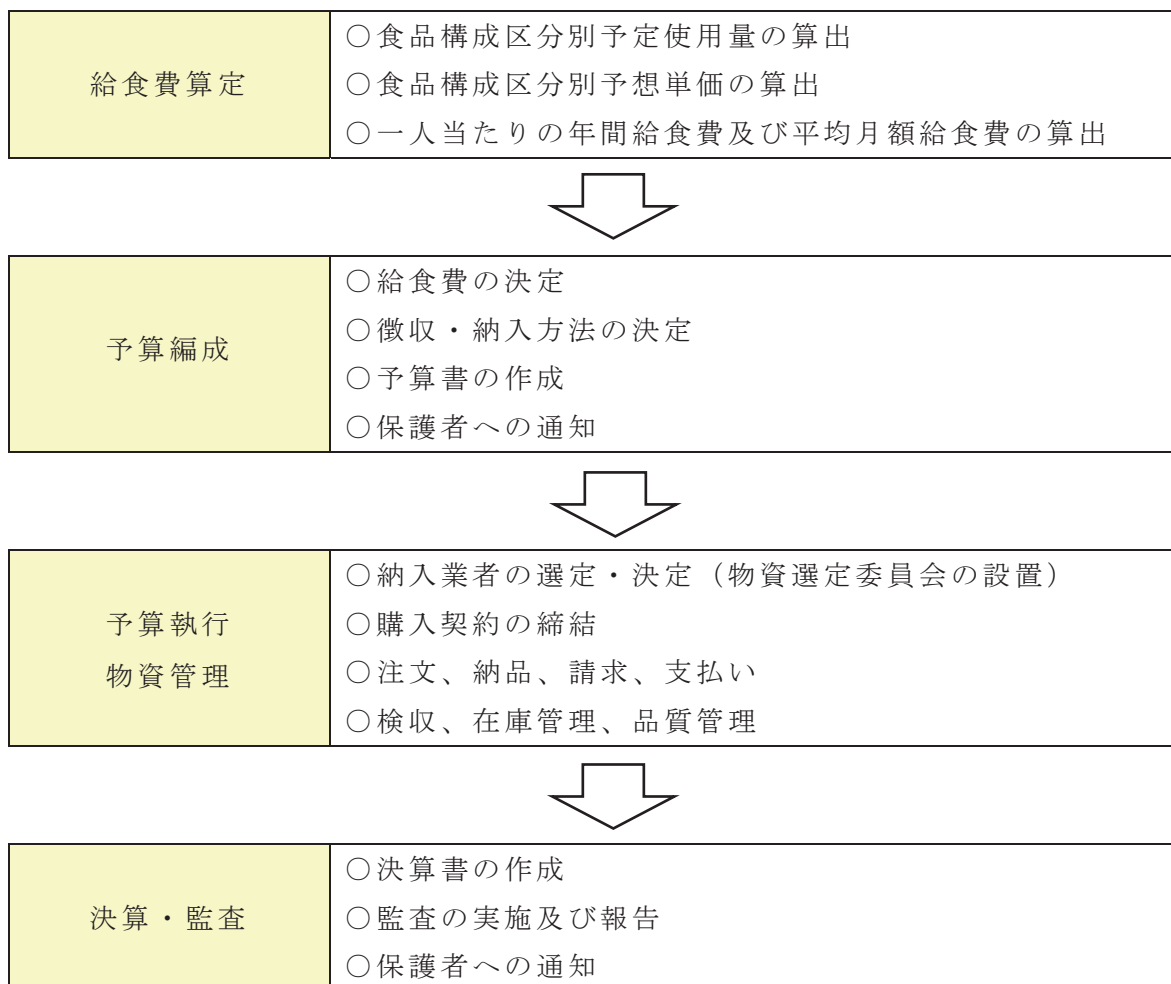 給食費算定
○食品構成区分別予定使用量の算出
○食品構成区分別予想単価の算出
○一人当たりの年間給食費及び平均月額給食費の算出
予算編成
○給食費の決定
○徴収・納入方法の決定
○予算書の作成
○保護者への通知
予算執行
物資管理
○納入業者の選定・決定（物資選定委員会の設置）
○購入契約の締結
○注文、納品、請求、支払い
○検収、在庫管理、品質管理
決算・監査
○決算書の作成
○監査の実施及び報告
○保護者への通知